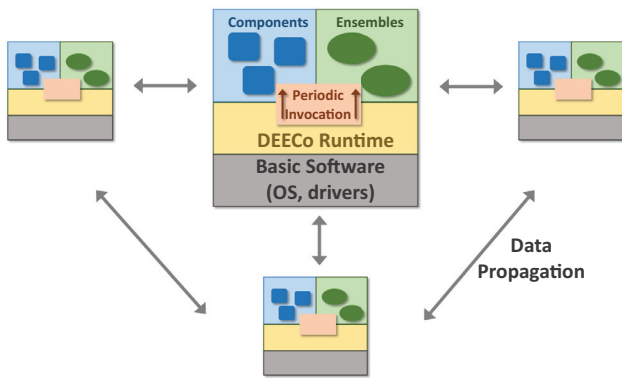 Components Ensembles
Periodic
Invocation
DEECo Runtime
Basic Software
(OS, drivers)
Data
Propagation